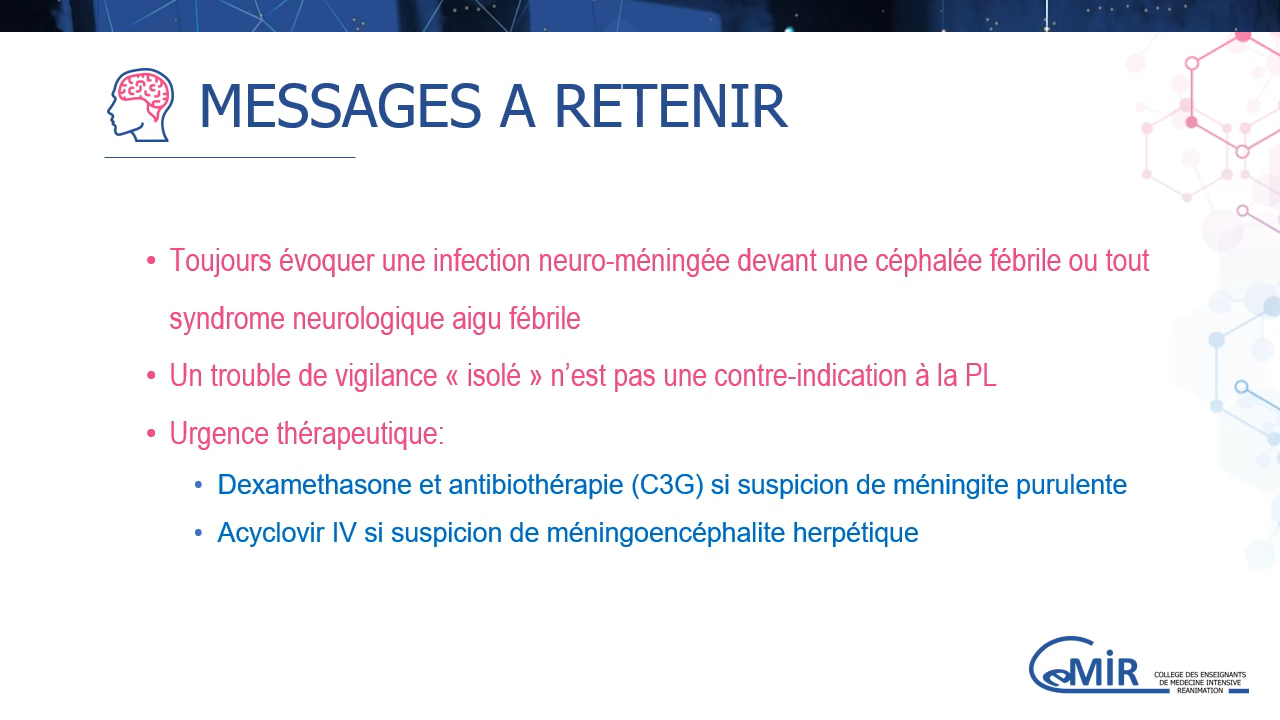 MESSAGES A RETENIR
• Toujours évoquer une infection neuro-méningée devant une céphalée fébrile ou tout
syndrome neurologique aigu fébrile
• Un trouble de vigilance « isolé » n’est pas une contre-indication à la PL
• Urgence thérapeutique:
• Dexamethasone et antibiothérapie (C3G) si suspicion de méningite purulente
• Acyclovir IV si suspicion de méningoencéphalite herpétique
CeMIR
COLLEGE DES ENSEIGNANTS
DE MEDECINE INTENSIVE
REANIMATION